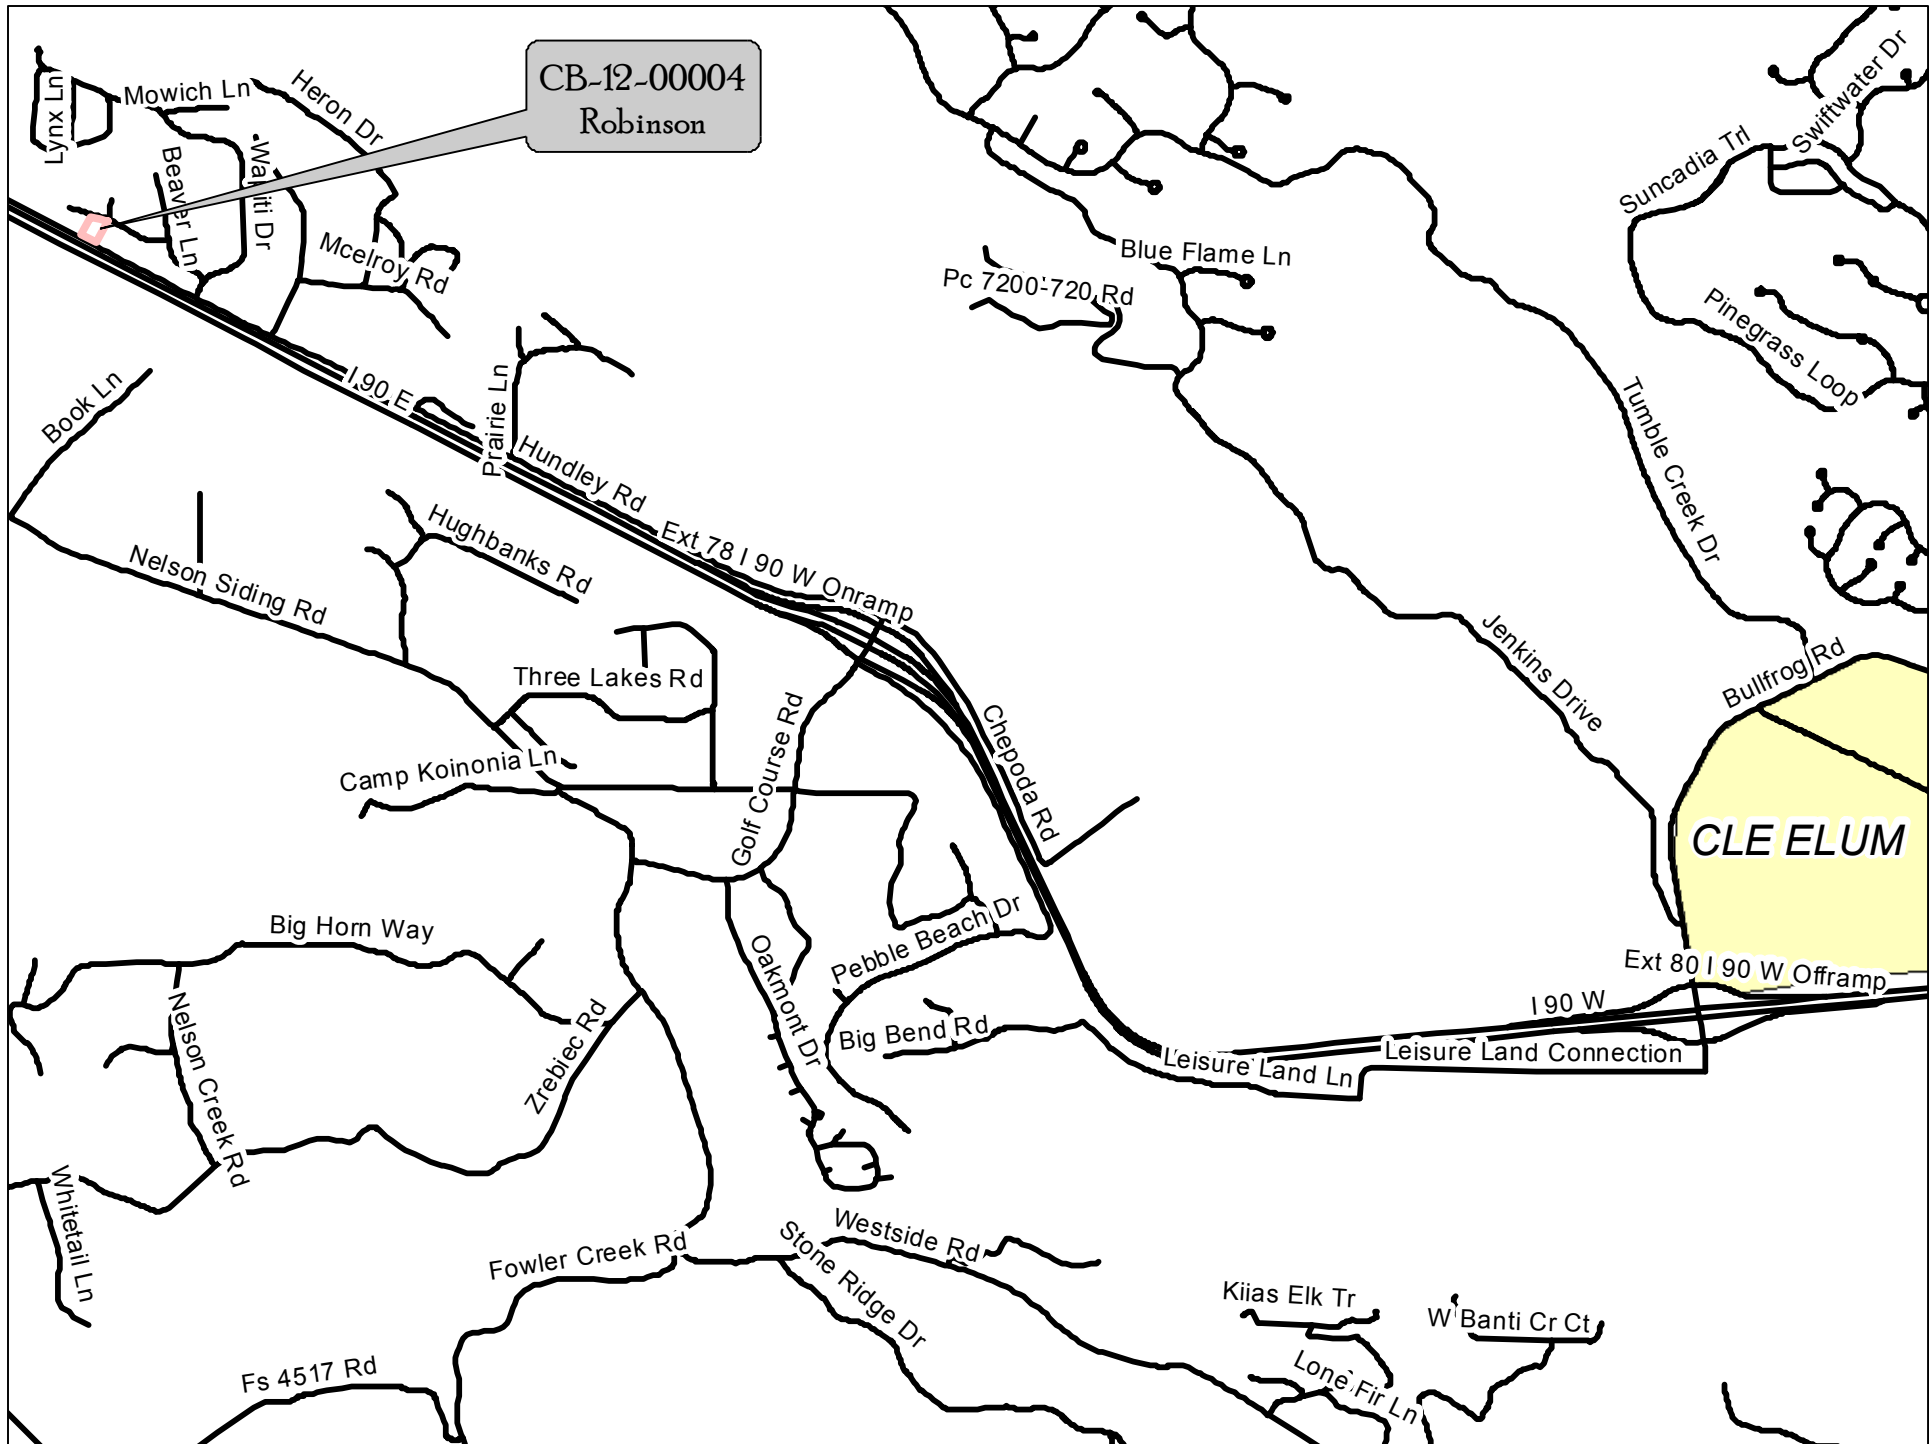 CB-12-00004
Robinson
Lynx Ln
Mowich Ln
Heron Dr
Wapiti Dr
Beaver Ln
Mcelroy Rd
Swiftwater Dr
Suncadia Trl
Blue Flame Ln
Pc 7200-720 Rd
Pinegrass Loop
Tumble Creek Dr
I 90 E
Book Ln
Prairie Ln
Hundley Rd
Hughbanks Rd
Ext 78 I 90 W Onramp
Nelson Siding Rd
Three Lakes Rd
Golf Course Rd
Camp Koinonia Ln
Chepoda Rd
Jenkins Drive
Bullfrog Rd
CLE ELUM
Big Horn Way
Pebble Beach Dr
Oakmont Dr
Ext 80 I 90 W Offramp
I 90 W
Big Bend Rd
Leisure Land Ln
Leisure Land Connection
Nelson Creek Rd
Zrebiec Rd
Whitetail Ln
Fowler Creek Rd
Westside Rd
Stone Ridge Dr
Kiias Elk Tr
W Banti Cr Ct
Fs 4517 Rd
Lone Fir Ln